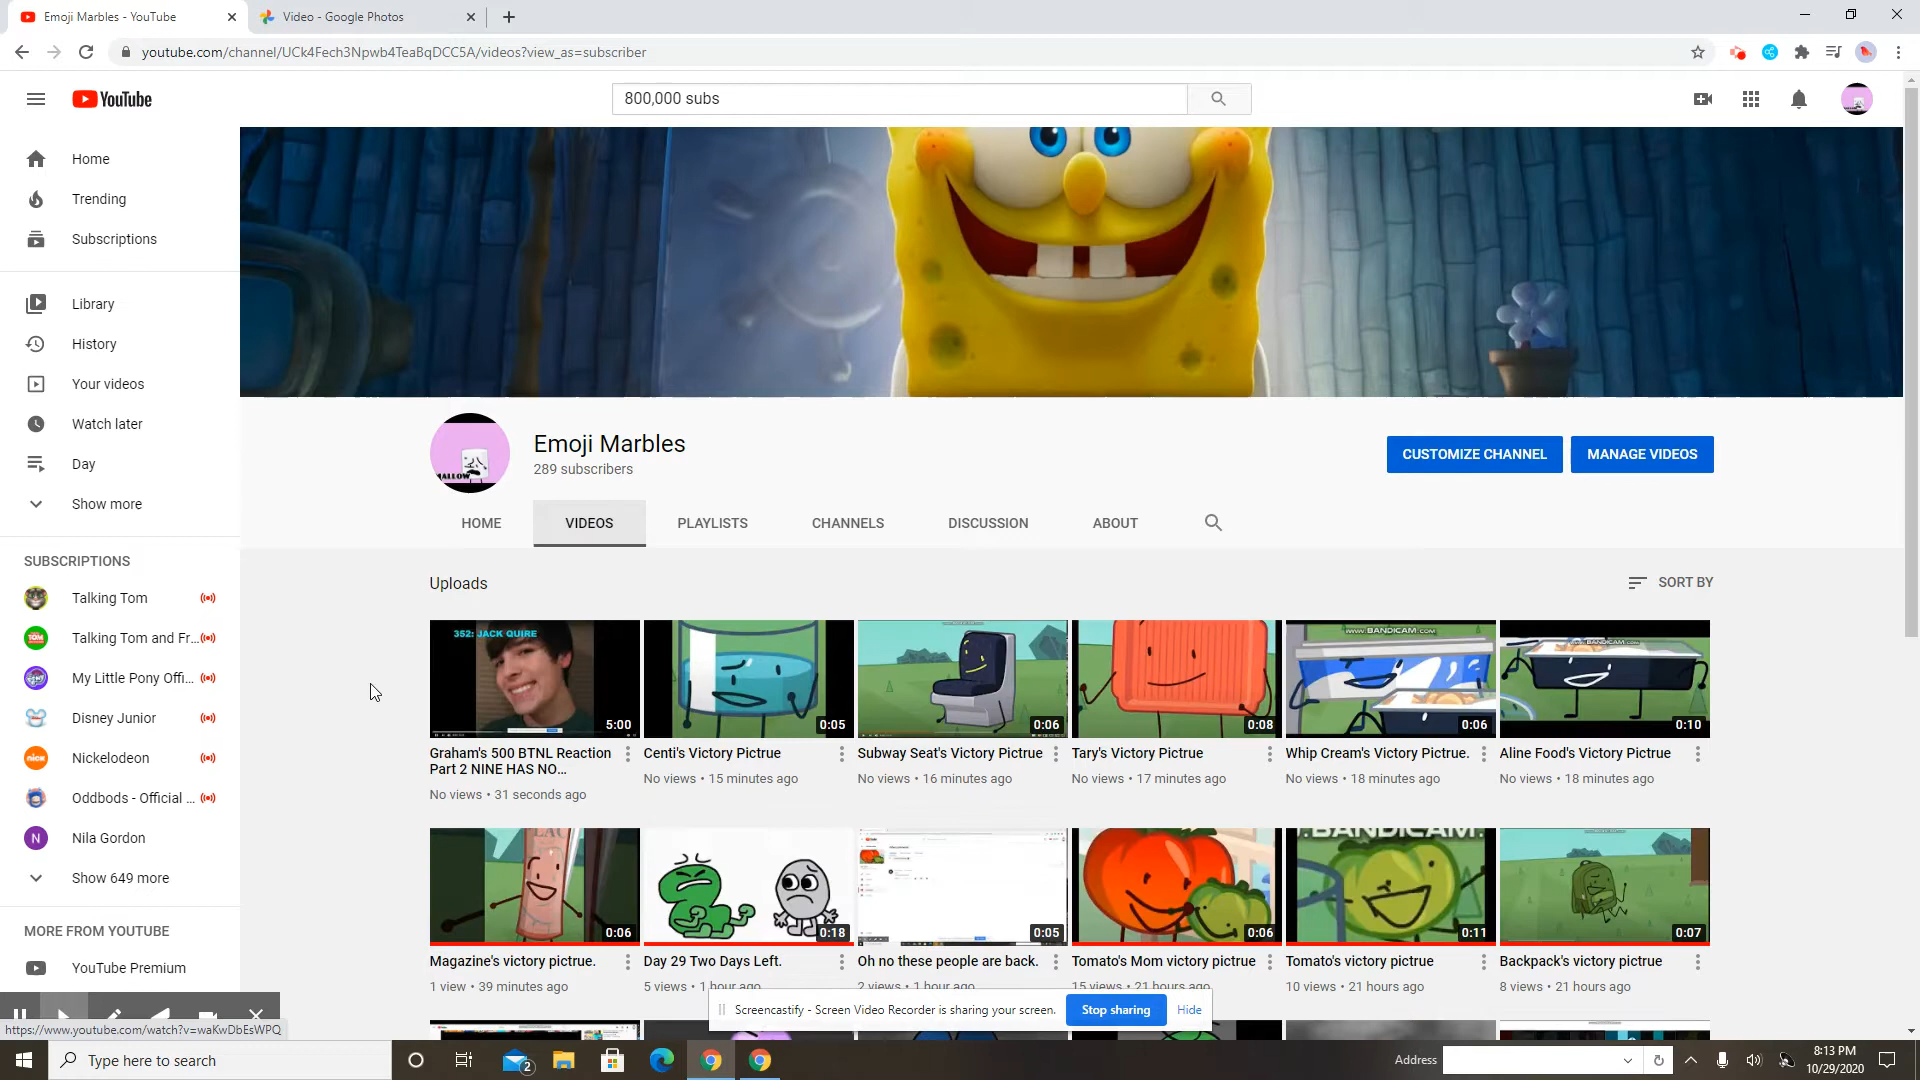 Emoji Marbles - YouTube
Video - Google Photos
youtube.com/channel/UCk4Fech3Npwb4TeaBqDCC5A/videos?view_as=subscriber
YouTube
800,000 subs
Home
Trending
Subscriptions
Library
History
Your videos
Watch later
Day
Show more
SUBSCRIPTIONS
Talking Tom
Talking Tom and Fr...
My Little Pony Offi...
Disney Junior
Nickelodeon
Oddbods - Official ...
N
Nila Gordon
Show 649 more
MORE FROM YOUTUBE
YouTube Premium
Emoji Marbles
289 subscribers
CUSTOMIZE CHANNEL
MANAGE VIDEOS
HOME
VIDEOS
PLAYLISTS
CHANNELS
DISCUSSION
ABOUT
Uploads
SORT BY
352: JACK QUIRE
5:00
0:05
0:06
0:08
WWW.BANDICAM.COM
0:06
0:10
Graham's 500 BTNL Reaction
Part 2 NINE HAS NO...
No views • 31 seconds ago
Centi's Victory Pictrue
No views • 15 minutes ago
Subway Seat's Victory Pictrue
No views • 16 minutes ago
Tary's Victory Pictrue
No views • 17 minutes ago
Whip Cream's Victory Pictrue.
No views • 18 minutes ago
Aline Food's Victory Pictrue
No views • 18 minutes ago
0:06
0:18
0:05
0:06
BANDICAM.
0:11
0:07
Magazine's victory pictrue.
1 view • 39 minutes ago
Day 29 Two Days Left.
5 views • 1 hour ago
Oh no these people are back.
2 views • 1 hour ago
Tomato's Mom victory pictrue
15 views • 21 hours ago
Tomato's victory pictrue
10 views • 21 hours ago
Backpack's victory pictrue
8 views • 21 hours ago
Screencastify - Screen Video Recorder is sharing your screen.
Stop sharing
Hide
https://www.youtube.com/watch?v=waKwDbEsWPQ
Type here to search
2
Address
8:13 PM
10/29/2020